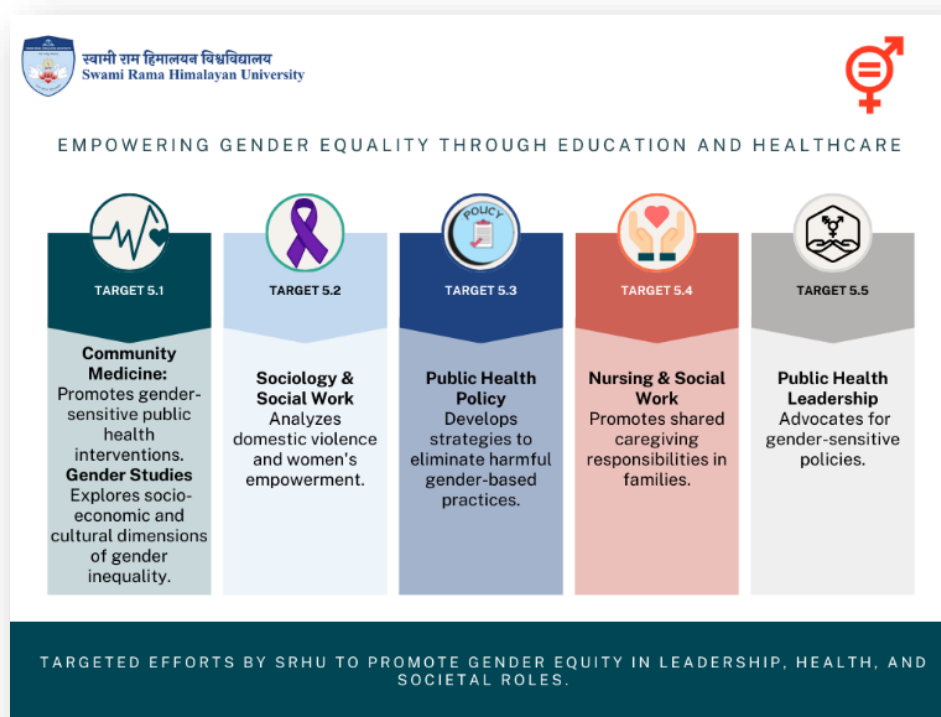 स्वामी राम हिमालयन विश्वविद्यालय
Swami Rama Himalayan University
EMPOWERING GENDER EQUALITY THROUGH EDUCATION AND HEALTHCARE
TARGET 5.1
Community
Medicine:
Promotes gender-
sensitive public
health
interventions.
Gender Studies
Explores socio-
economic and
cultural dimensions
of gender
inequality.
TARGET 5.2
Sociology &
Social Work
Analyzes
domestic violence
and women's
empowerment.
POLICY
TARGET 5.3
Public Health
Policy
Develops
strategies to
eliminate harmful
gender-based
practices.
TARGET 5.4
Nursing & Social
Work
Promotes shared
caregiving
responsibilities in
families.
TARGET 5.5
Public Health
Leadership
Advocates for
gender-sensitive
policies.
TARGETED EFFORTS BY SRHU TO PROMOTE GENDER EQUITY IN LEADERSHIP, HEALTH, AND
SOCIETAL ROLES.